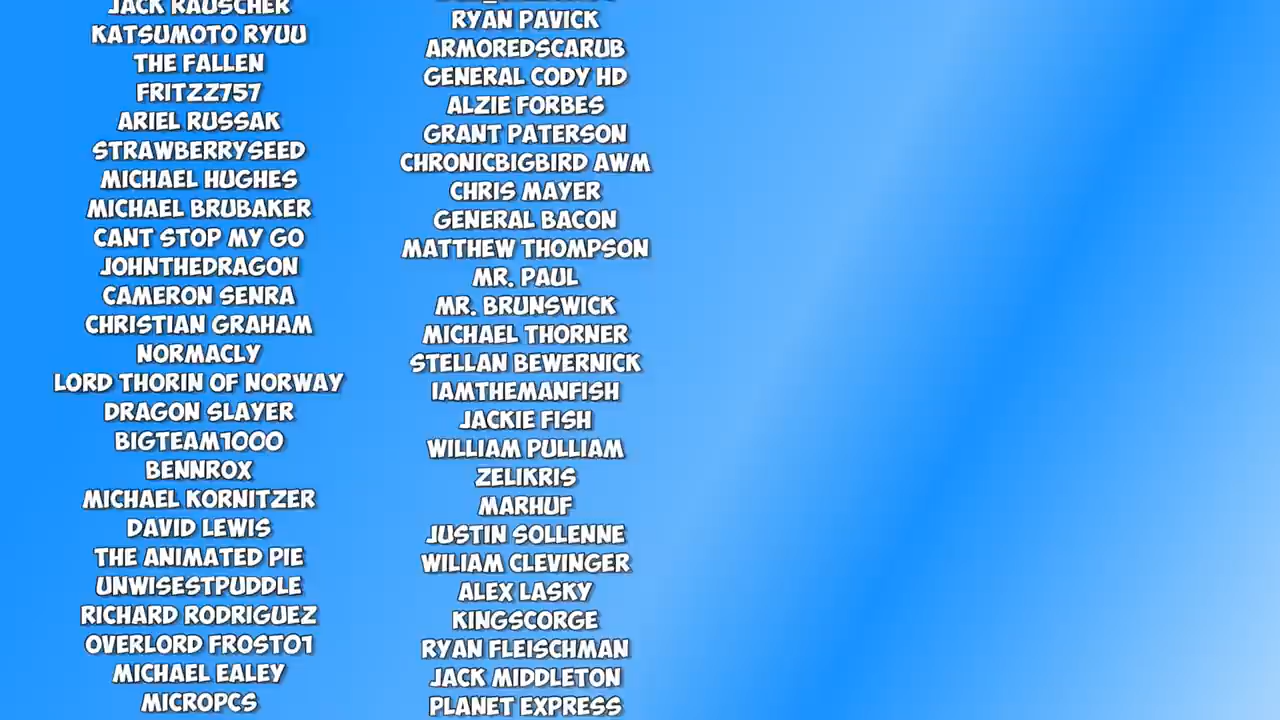 JACK RAUSCHER
KATSUMOTO RYUU
THE FALLEN
FRITZZ757
ARIEL RUSSAK
STRAWBERRYSEED
MICHAEL HUGHES
MICHAEL BRUBAKER
CANT STOP MY GO
JOHNTHEDRAGON
CAMERON SENRA
CHRISTIAN GRAHAM
NORMACLY
LORD THORIN OF NORWAY
DRAGON SLAYER
BIGTEAM1000
BENNROX
MICHAEL KORNITZER
DAVID LEWIS
THE ANIMATED PIE
UNWISESTPUDDLE
RICHARD RODRIGUEZ
OVERLORD FROST01
MICHAEL EALEY
MICROPCS
RYAN PAVICK
ARMOREDSCARUB
GENERAL CODY HD
ALZIE FORBES
GRANT PATERSON
CHRONICBIGBIRD AWM
CHRIS MAYER
GENERAL BACON
MATTHEW THOMPSON
MR. PAUL
MR. BRUNSWICK
MICHAEL THORNER
STELLAN BEWERNICK
IAMTHEMANFISH
JACKIE FISH
WILLIAM PULLIAM
ZELIKRIS
MARHUF
JUSTIN SOLLENNE
WILIAM CLEVINGER
ALEX LASKY
KINGSCORGE
RYAN FLEISCHMAN
JACK MIDDLETON
PLANET EXPRESS